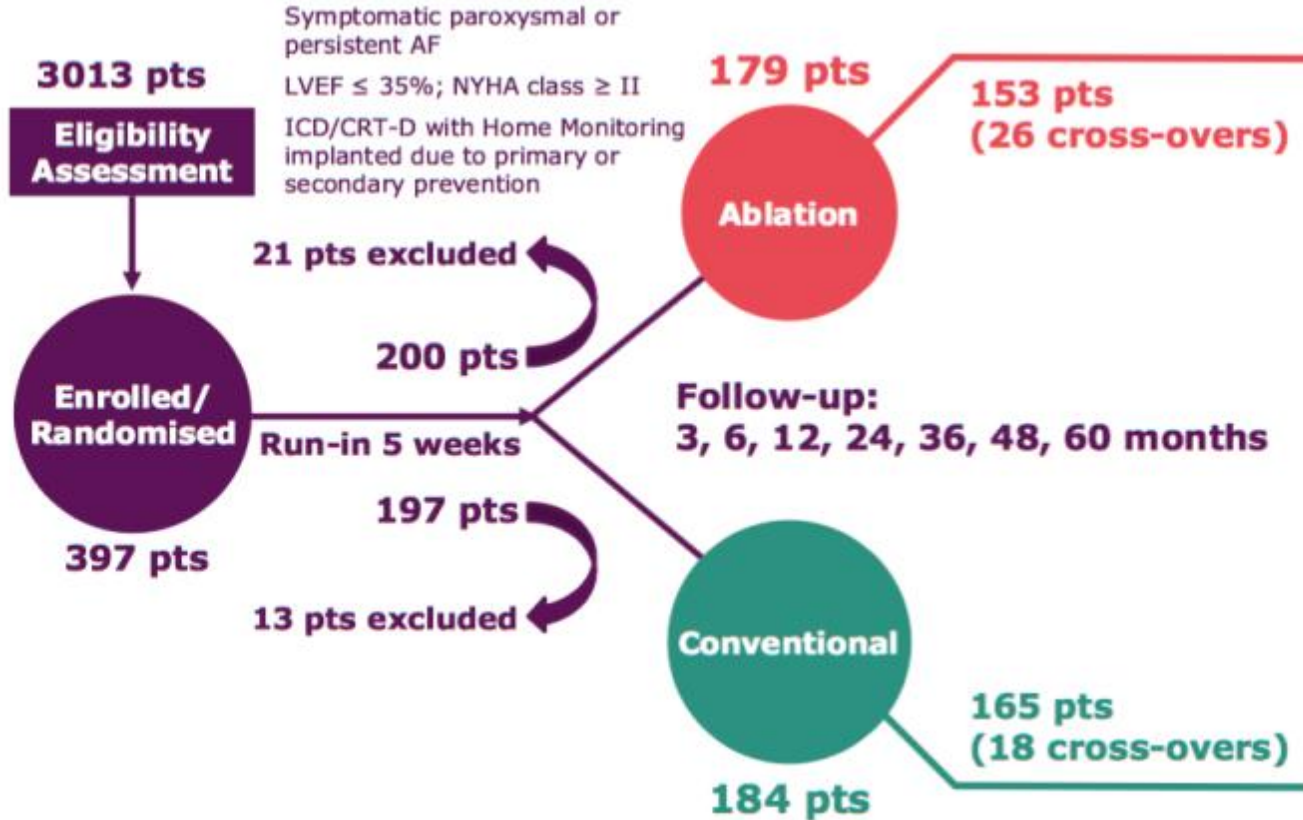 3013 pts
Eligibility
Assessment
Symptomatic paroxysmal or
persistent AF
LVEF ≤ 35%; NYHA class ≥ II
ICD/CRT-D with Home Monitoring
implanted due to primary or
secondary prevention
21 pts excluded
200 pts
Enrolled/
Randomised
397 pts
Run-in 5 weeks
197 pts
13 pts excluded
179 pts
Ablation
153 pts
(26 cross-overs)
Follow-up:
3, 6, 12, 24, 36, 48, 60 months
Conventional
184 pts
165 pts
(18 cross-overs)